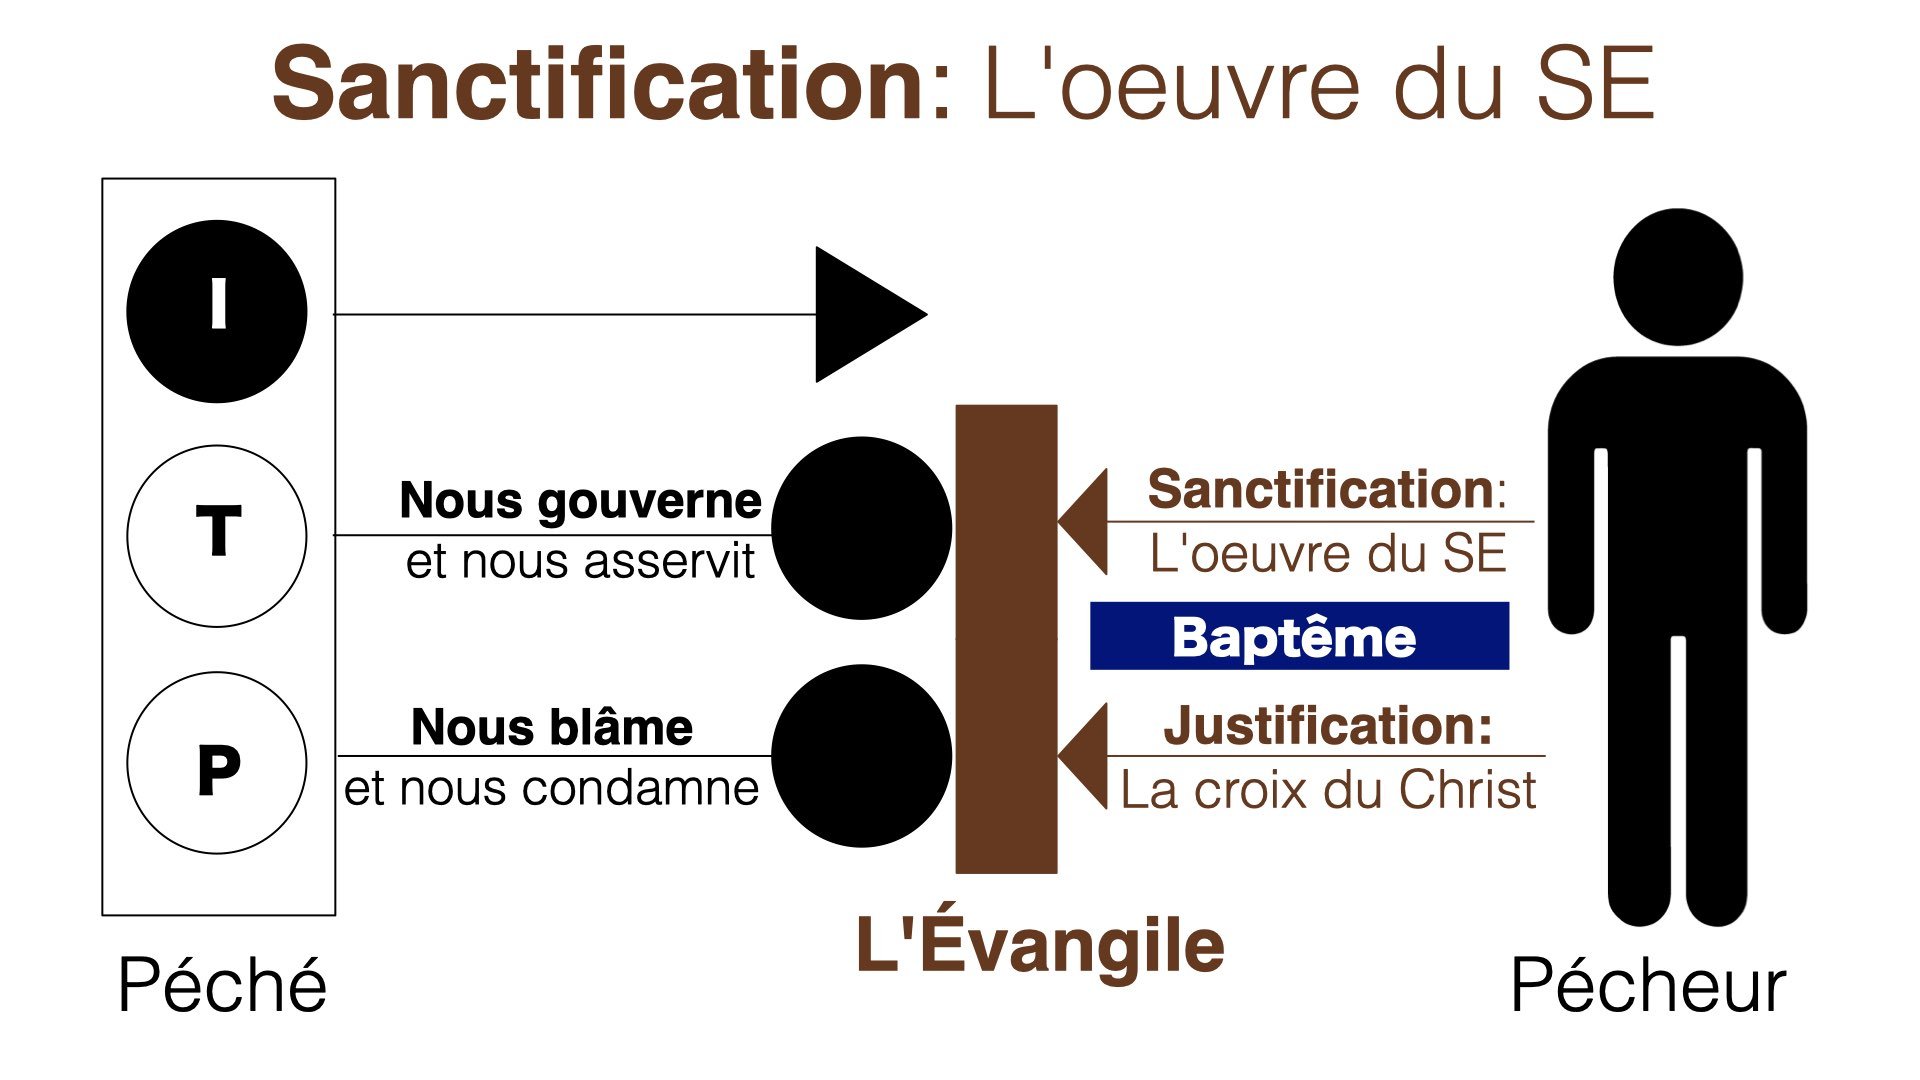 Sanctification: L'oeuvre du SE
I
T
Nous gouverne
et nous asservit
Sanctification:
L'oeuvre du SE
Baptême
P
Nous blâme
et nous condamne
Justification:
La croix du Christ
L'Évangile
Péché
Pécheur